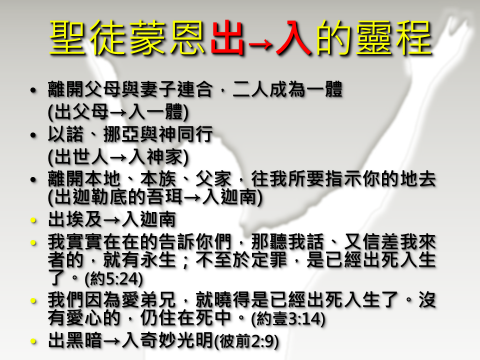 聖徒蒙恩出→入的靈程
• 離開父母與妻子連合，二人成為一體
(出父母→入一體)
• 以諾、挪亞與神同行
(出世人→入神家)
• 離開本地、本族、父家，往我所要指示你的地去
(出迦勒底的吾珥→入迦南)
• 出埃及→入迦南
• 我實實在在的告訴你們，那聽我話、又信差我來
者的，就有永生；不至於定罪，是已經出死入生
了。(約5:24)
• 我們因為愛弟兄，就曉得是已經出死入生了。沒
有愛心的，仍住在死中。(約壹3:14)
• 出黑暗→入奇妙光明(彼前2:9)